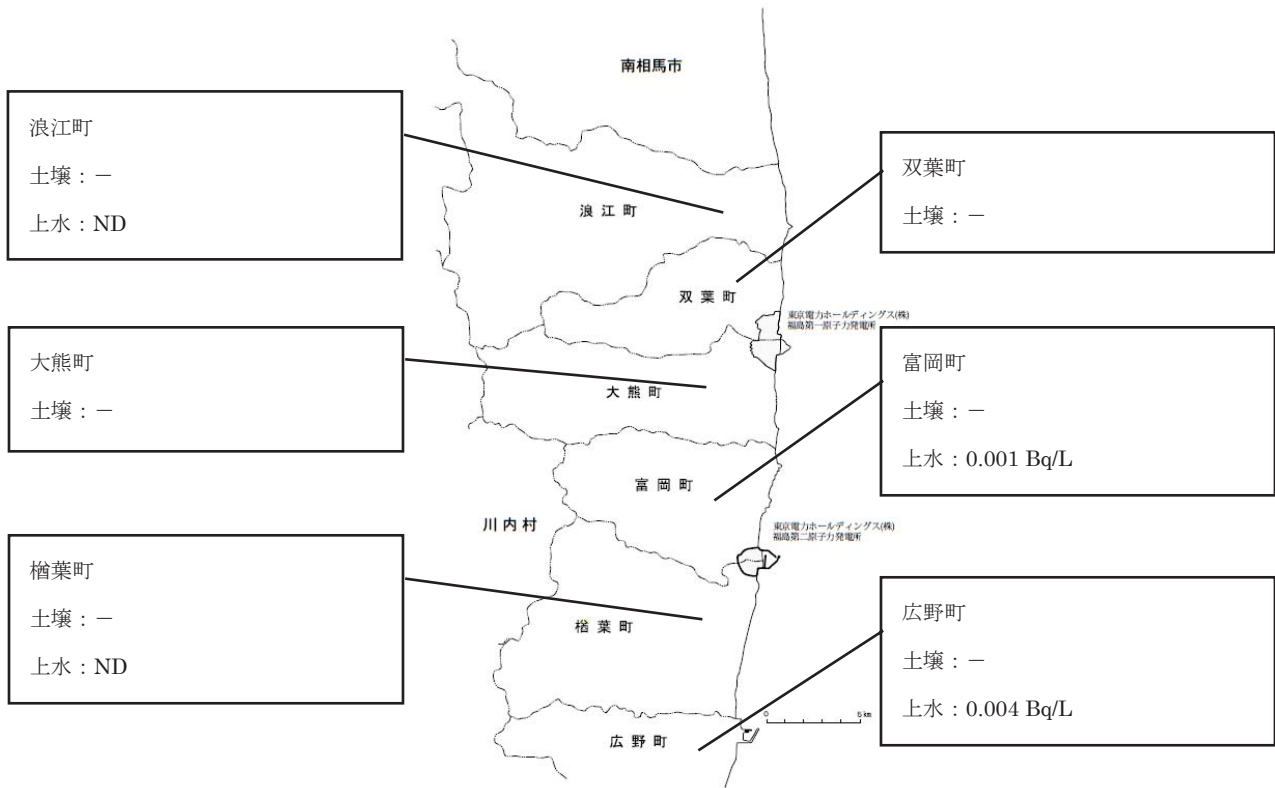 南相馬市
浪江町
土壌：－
上水：ND
双葉町
土壌：－
浪江町
双葉町
東京電力ホールディングス(株)
福島第一原子力発電所
大熊町
土壌：－
富岡町
土壌：－
上水：0.001 Bq/L
大熊町
富岡町
川内村
東京電力ホールディングス(株)
福島第二原子力発電所
楢葉町
土壌：－
上水：ND
広野町
土壌：－
上水：0.004 Bq/L
楢葉町
0 5km
広野町